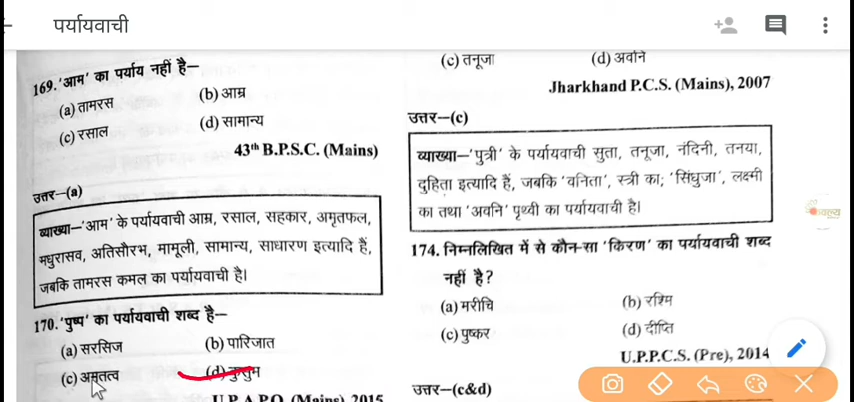 पर्यायवाची
169. 'आम' का पर्याय नहीं है—
(a) तामरस (b) आम्र
(c) रसाल (d) सामान्य
43th B.P.S.C. (Mains)
उत्तर—(a)
व्याख्या—'आम' के पर्यायवाची आम्र, रसाल, सहकार, अमृतफल,
मधुरासव, अतिसौरभ, मामूली, सामान्य, साधारण इत्यादि हैं,
जबकि तामरस कमल का पर्यायवाची है।
170. 'पुष्प' का पर्यायवाची शब्द है—
(a) सरसिज (b) पारिजात
(c) अमृतत्व (d) कुसुम
U.P.A.P.O. (Mains) 2015
(c) तनूजा (d) अवनि
Jharkhand P.C.S. (Mains), 2007
उत्तर—(c)
व्याख्या—'पुत्री' के पर्यायवाची सुता, तनूजा, नंदिनी, तनया,
दुहिता इत्यादि हैं, जबकि 'वनिता', स्त्री का; 'सिंधुजा', लक्ष्मी
का तथा 'अवनि' पृथ्वी का पर्यायवाची है।
174. निम्नलिखित में से कौन-सा 'किरण' का पर्यायवाची शब्द
नहीं है?
(a) मरीचि (b) रश्मि
(c) पुष्कर (d) दीप्ति
U.P.P.C.S. (Pre), 2014
उत्तर—(c&d)